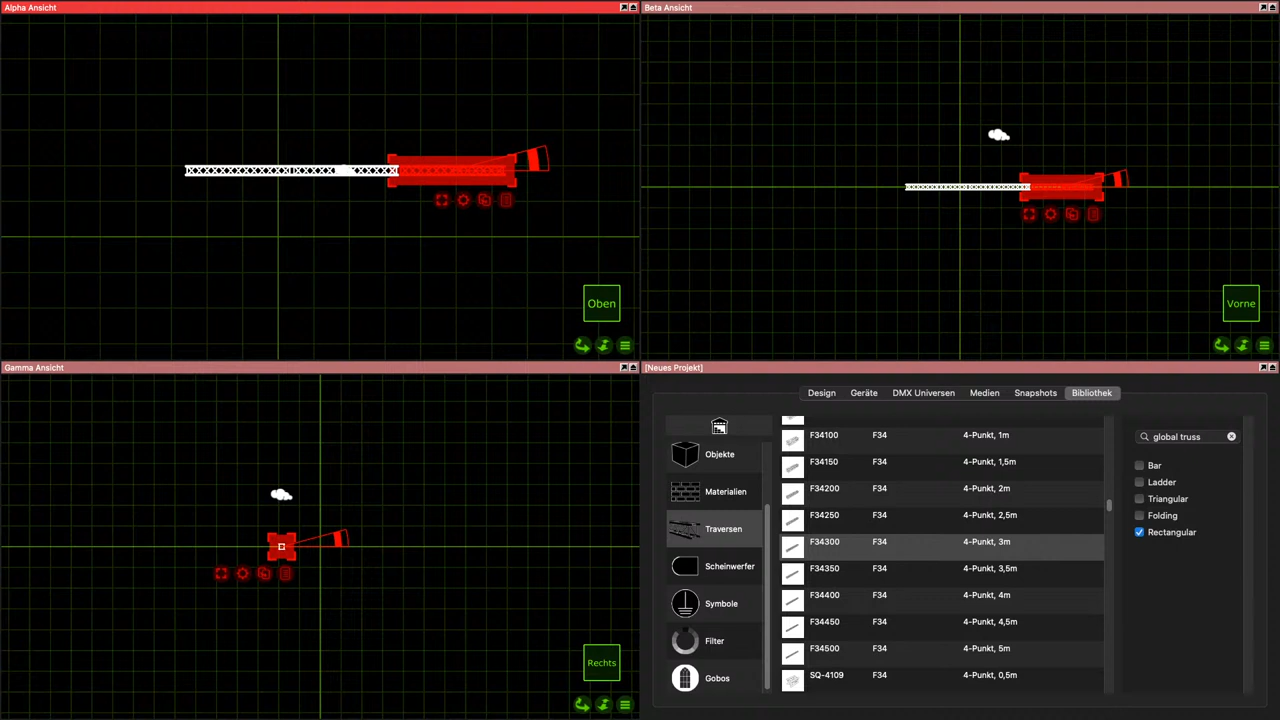 Alpha Ansicht
Beta Ansicht
Oben
Vorne
Gamma Ansicht
[Neues Projekt]
Design Geräte DMX Universen Medien Snapshots Bibliothek
Objekte
Materialien
Traversen
Scheinwerfer
Symbole
Filter
Gobos
F34100 F34 4-Punkt, 1m
F34150 F34 4-Punkt, 1,5m
F34200 F34 4-Punkt, 2m
F34250 F34 4-Punkt, 2,5m
F34300 F34 4-Punkt, 3m
F34350 F34 4-Punkt, 3,5m
F34400 F34 4-Punkt, 4m
F34450 F34 4-Punkt, 4,5m
F34500 F34 4-Punkt, 5m
SQ-4109 F34 4-Punkt, 0,5m
global truss
Bar
Ladder
Triangular
Folding
Rectangular
Rechts